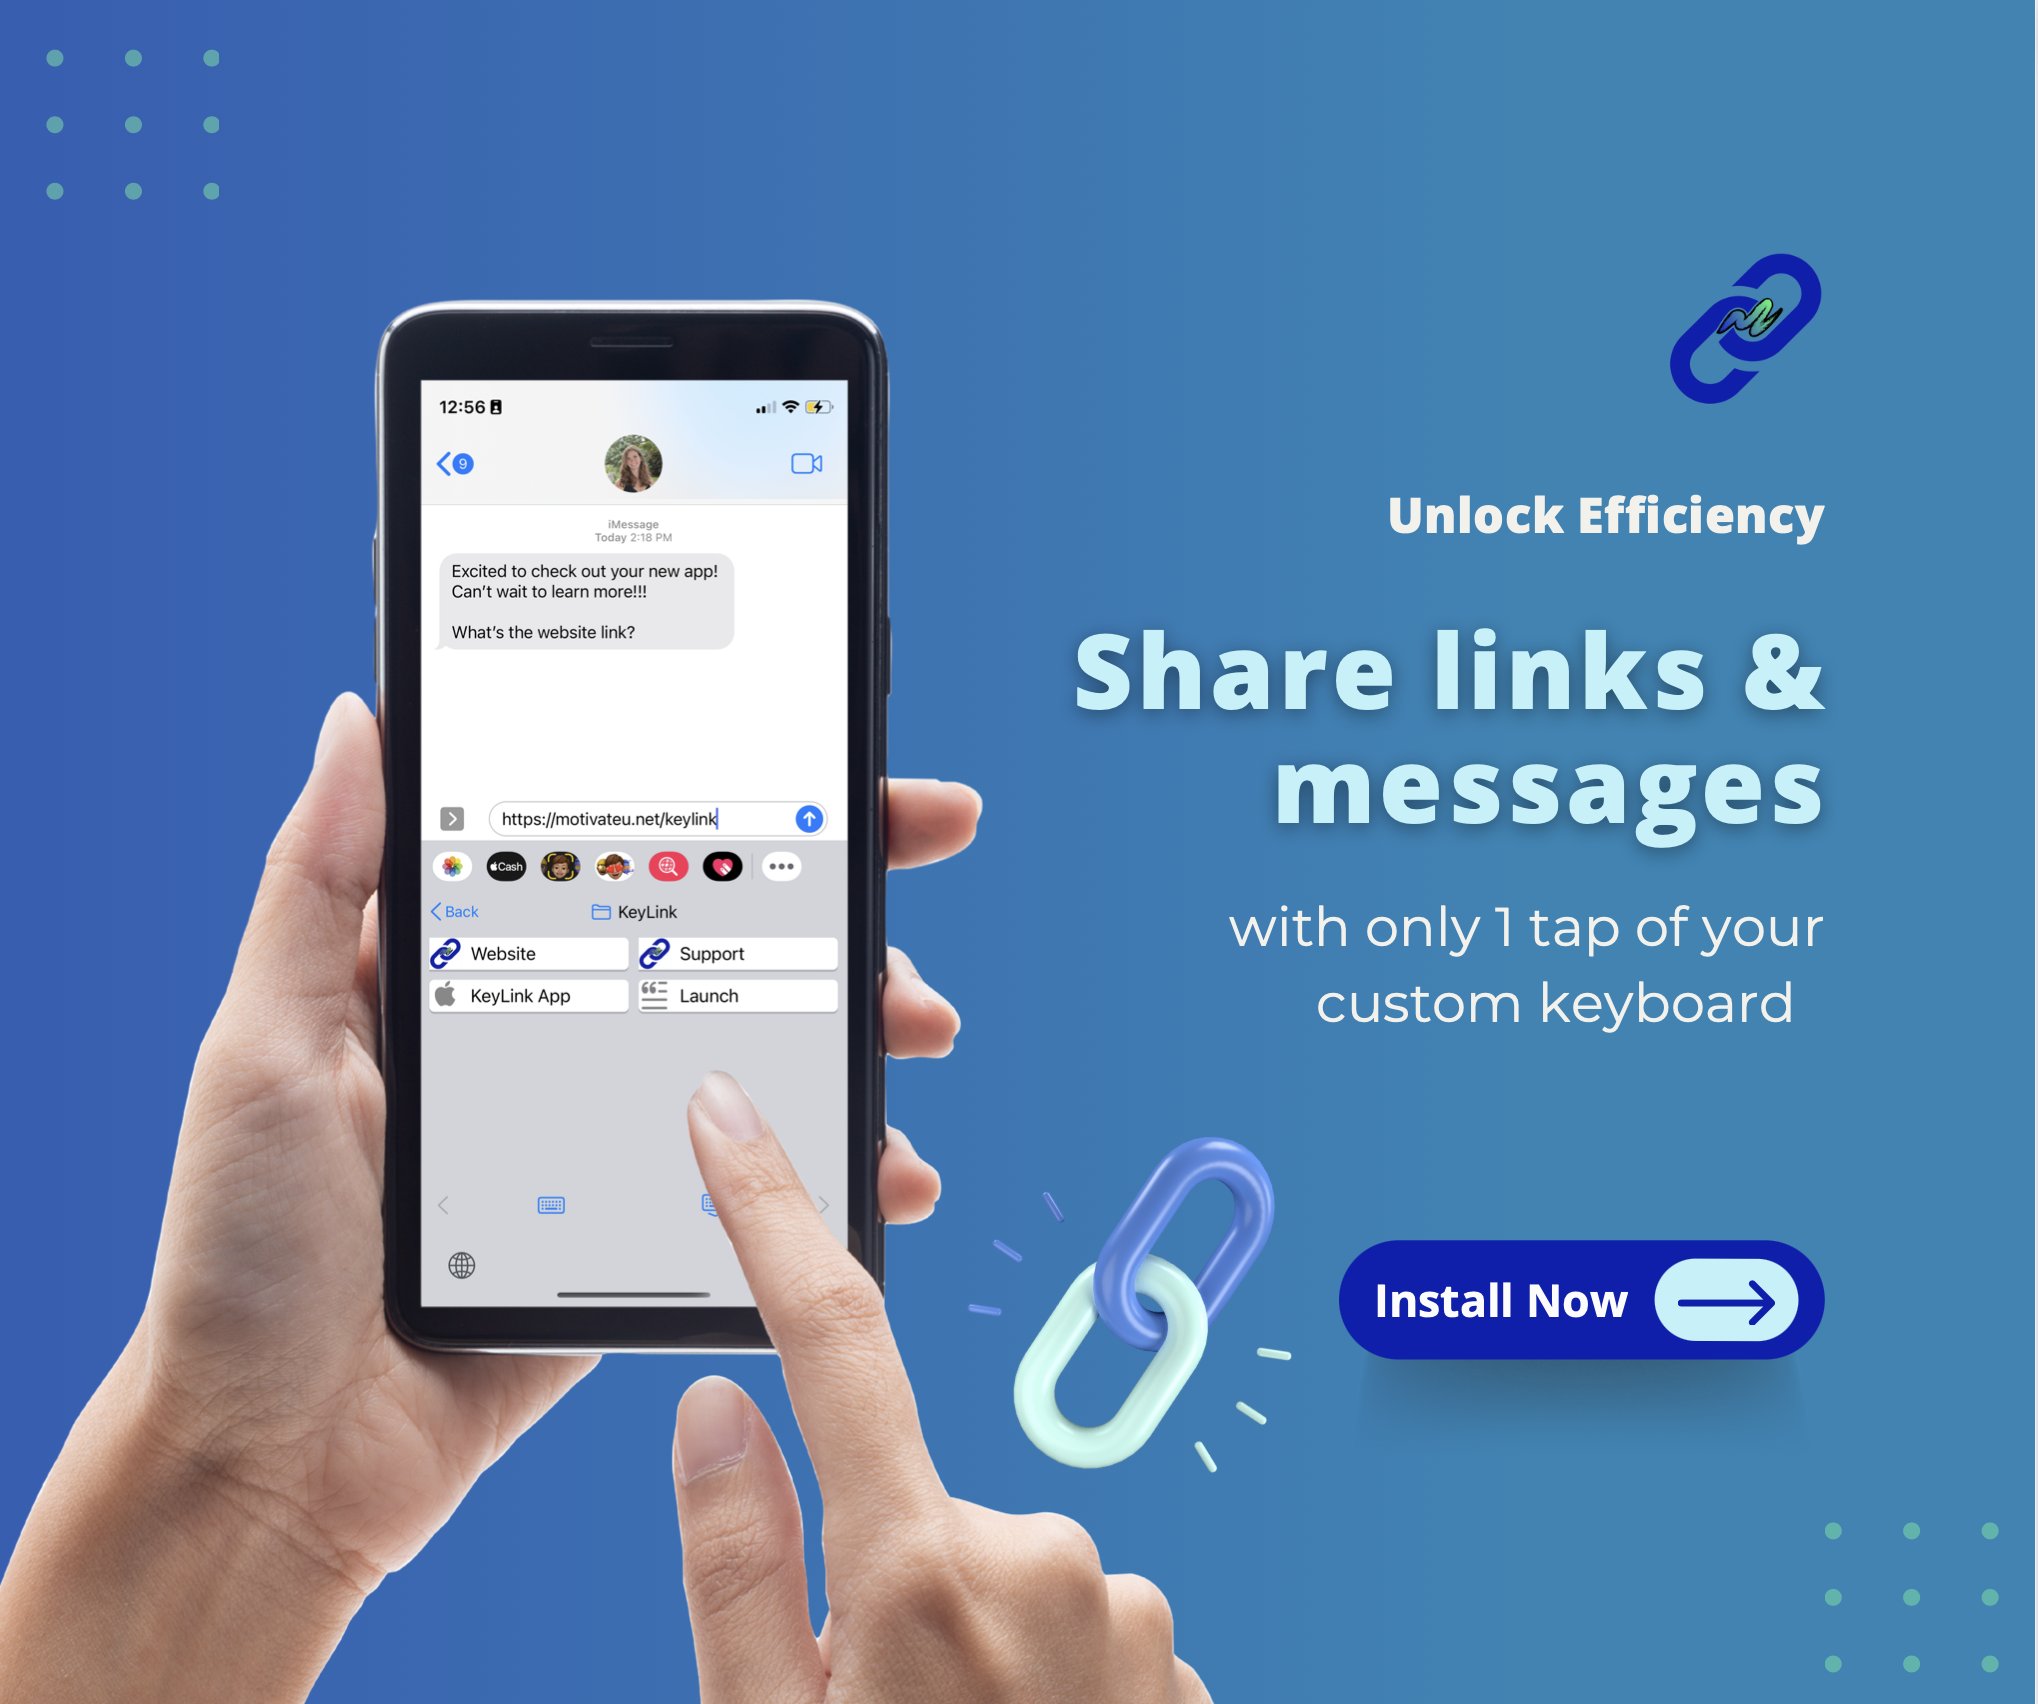 12:56
9
iMessage
Today 2:18 PM
Excited to check out your new app!
Can't wait to learn more!!!
What's the website link?
https://motivateu.net/keylink
Cash
Back
KeyLink
Website
Support
KeyLink App
Launch
Unlock Efficiency
Share links &
messages
with only 1 tap of your
custom keyboard
Install Now